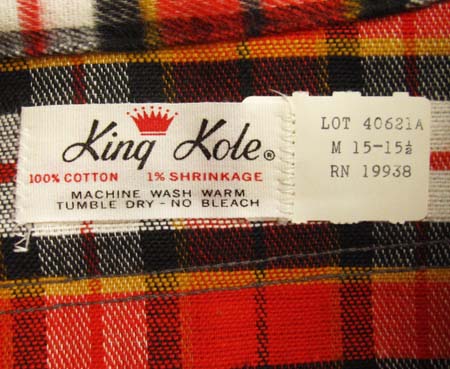 King Kole®
100% COTTON 1% SHRINKAGE
MACHINE WASH WARM
TUMBLE DRY - NO BLEACH
LOT 40621A
M 15-15½
RN 19938